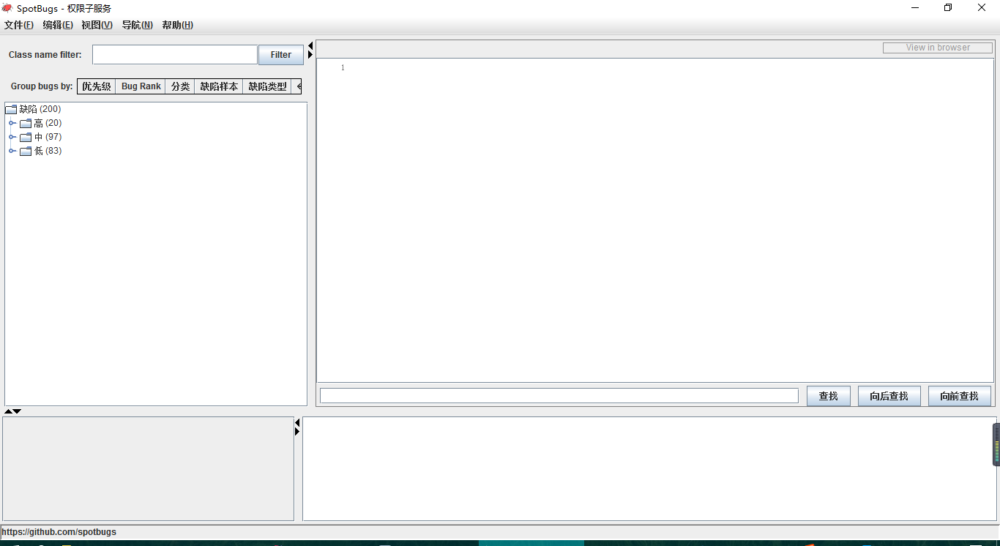 SpotBugs - 权限子服务
文件(F) 编辑(E) 视图(V) 导航(N) 帮助(H)
Class name filter: Filter
Group bugs by: 优先级 Bug Rank 分类 缺陷样本 缺陷类型
缺陷 (200)
高 (20)
中 (97)
低 (83)
View in browser
1
查找 向后查找 向前查找
https://github.com/spotbugs